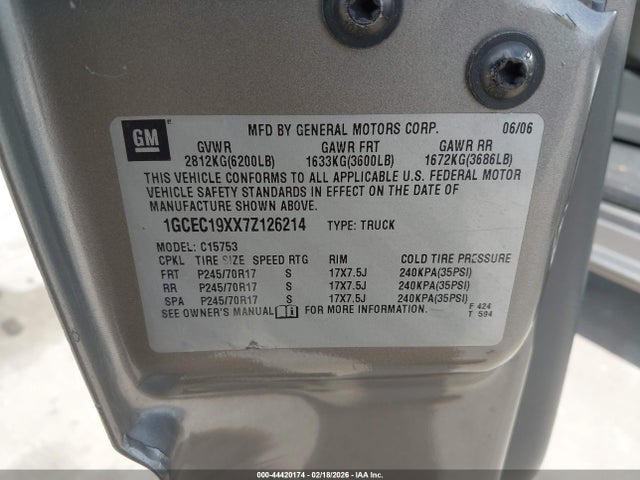 GM
MFD BY GENERAL MOTORS CORP. 06/06
GVWR GAWR FRT GAWR RR
2812KG(6200LB) 1633KG(3600LB) 1672KG(3686LB)
THIS VEHICLE CONFORMS TO ALL APPLICABLE U.S. FEDERAL MOTOR
VEHICLE SAFETY STANDARDS IN EFFECT ON THE DATE OF
MANUFACTURE SHOWN ABOVE.
1GCEC19XX7Z126214 TYPE: TRUCK
MODEL: C15753
CPKL TIRE SIZE SPEED RTG RIM COLD TIRE PRESSURE
FRT P245/70R17 S 17X7.5J 240KPA(35PSI)
RR P245/70R17 S 17X7.5J 240KPA(35PSI)
SPA P245/70R17 S 17X7.5J 240KPA(35PSI)
SEE OWNER'S MANUAL FOR MORE INFORMATION.
F 424
T 594
000-44420174 - 02/18/2026 - IAA Inc.